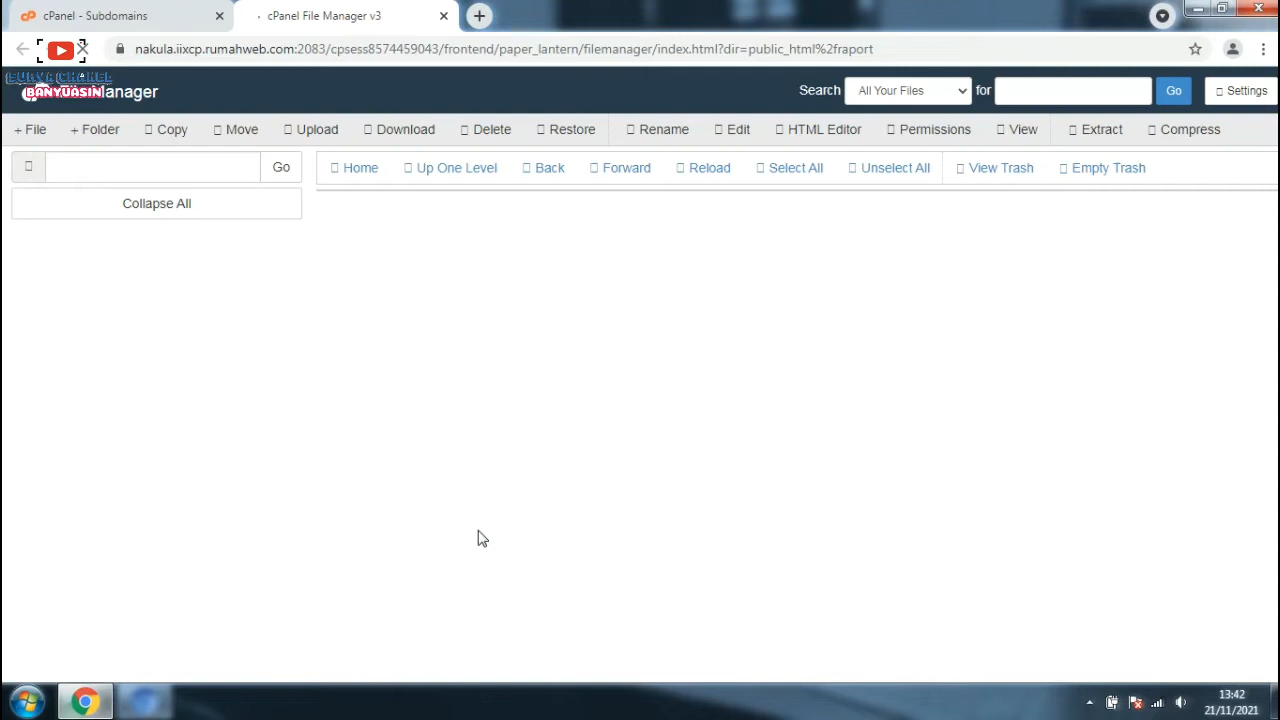 cPanel - Subdomains
cPanel File Manager v3
nakula.iixcp.rumahweb.com:2083/cpsess8574459043/frontend/paper_lantern/filemanager/index.html?dir=public_html%2fraport
SURYA CHANEL
BANYUASIN
anager
Search All Your Files for Go Settings
+ File + Folder Copy Move Upload Download Delete Restore Rename Edit HTML Editor Permissions View Extract Compress
Go Home Up One Level Back Forward Reload Select All Unselect All View Trash Empty Trash
Collapse All
13:42
21/11/2021